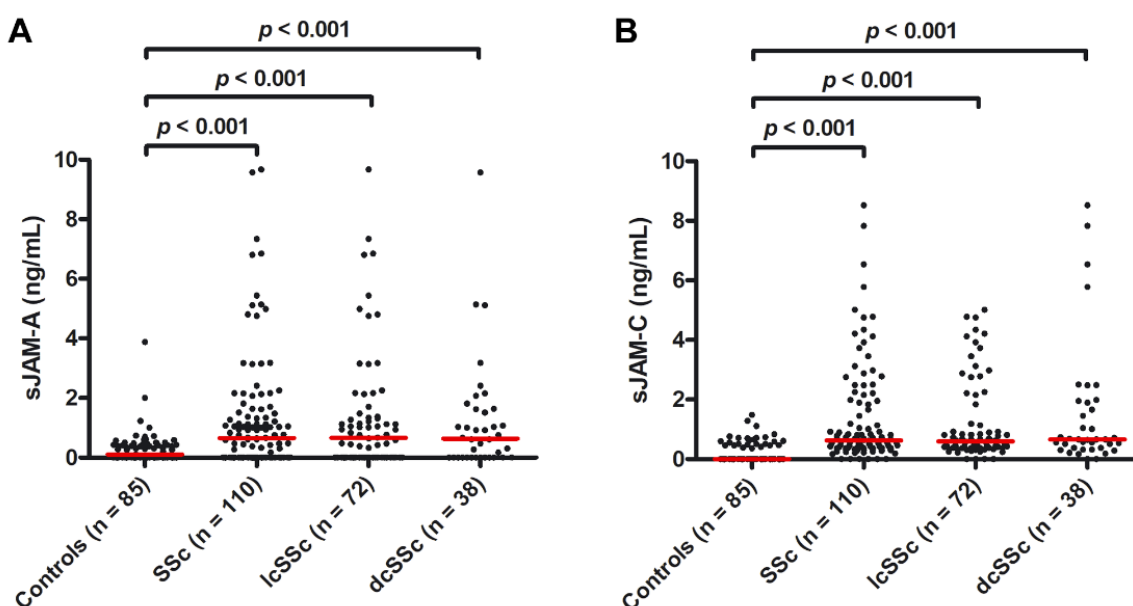 A
p < 0.001
p < 0.001
p < 0.001
sJAM-A (ng/mL)
10
8
6
4
2
0
Controls (n = 85)
SSc (n = 110)
lcSSc (n = 72)
dcSSc (n = 38)
B
p < 0.001
p < 0.001
p < 0.001
sJAM-C (ng/mL)
10
8
6
4
2
0
Controls (n = 85)
SSc (n = 110)
lcSSc (n = 72)
dcSSc (n = 38)